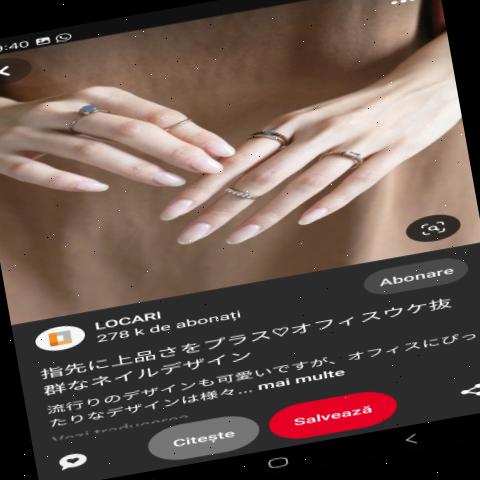 9:40
Abonare
LOCARI
278 k de abonați
指先に上品さをプラス♡オフィスウケ抜
群なネイルデザイン
流行りのデザインも可愛いですが、オフィスにぴっ
たりなデザインは様々... mai multe
Vezi traducerea
Citește
Salvează